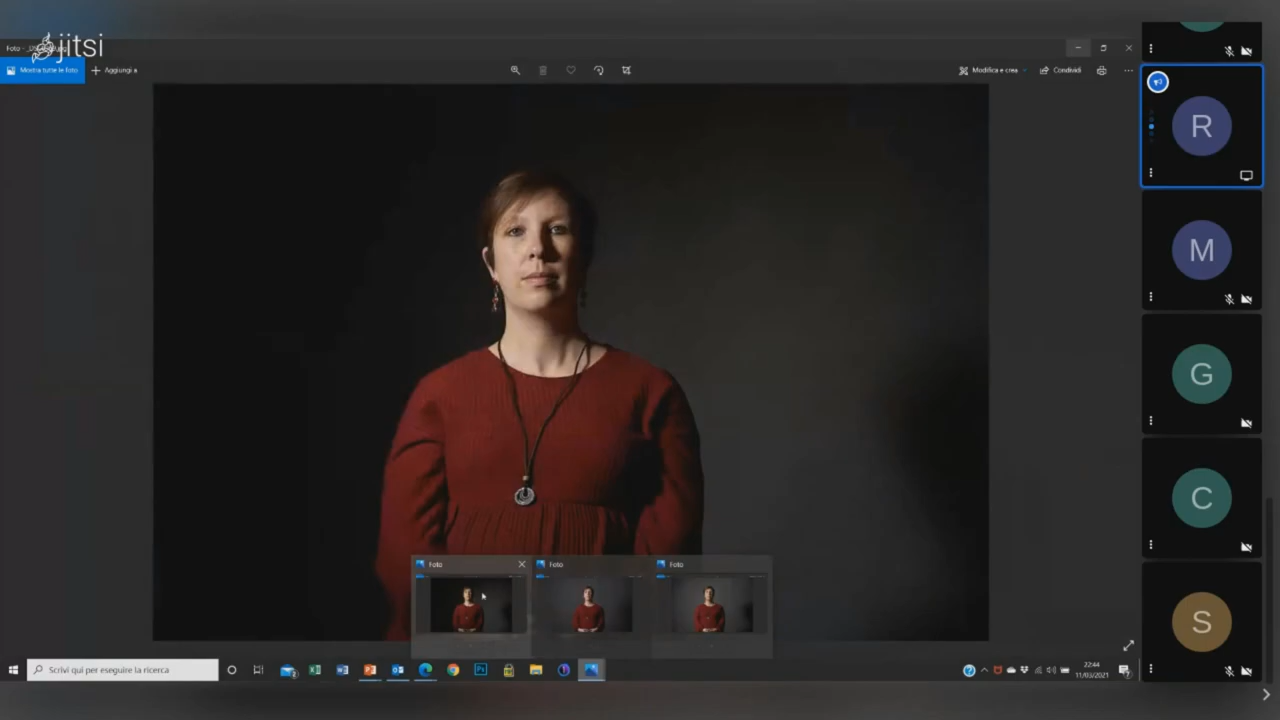 jitsi
Foto -
Mostra tutte le foto
Aggiungi a
Modifica e crea
Condividi
R
M
G
C
S
Foto
Foto
Foto
Scrivi qui per eseguire la ricerca
22:44
11/03/2021